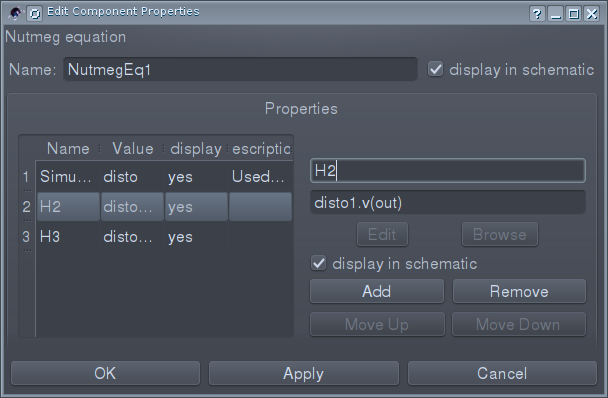 Edit Component Properties
?
Nutmeg equation
Name: NutmegEq1 display in schematic
Properties
Name Value display escriptic
1 Simu... disto yes Used...
2 H2 disto... yes
3 H3 disto... yes
H2
disto1.v(out)
Edit Browse
display in schematic
Add Remove
Move Up Move Down
OK Apply Cancel